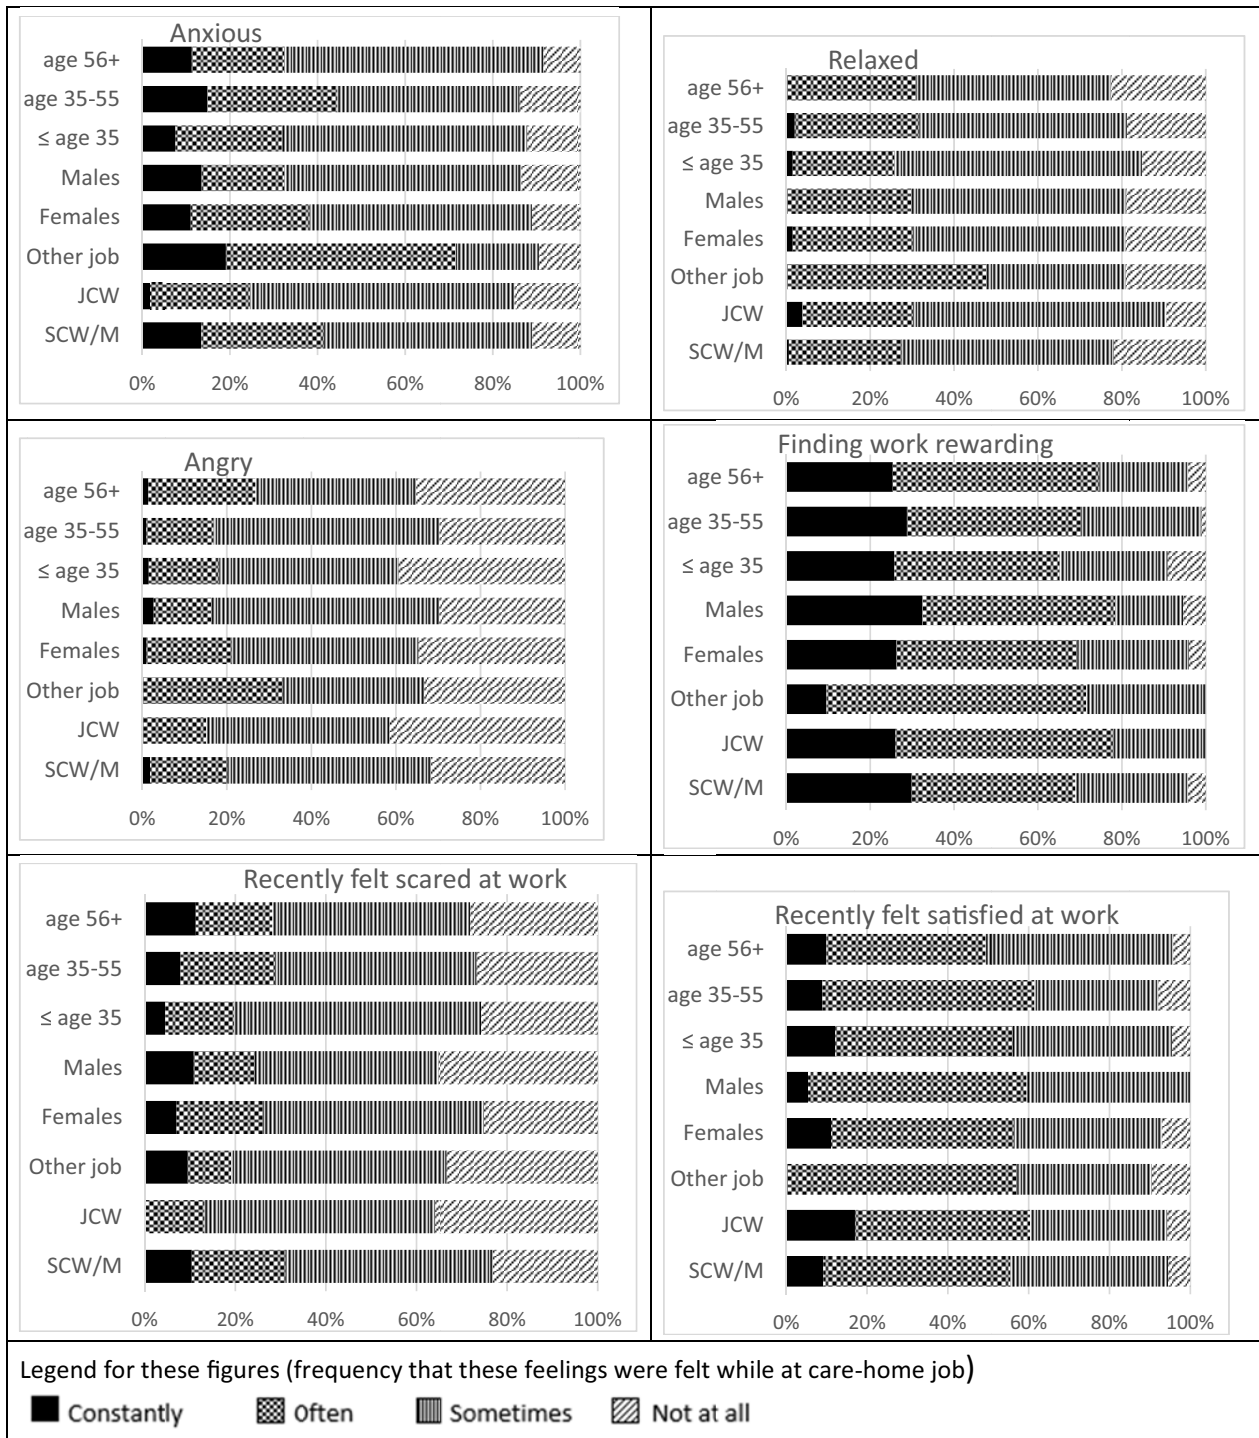 Anxious
age 56+
age 35-55
≤ age 35
Males
Females
Other job
JCW
SCW/M
0% 20% 40% 60% 80% 100%
Relaxed
age 56+
age 35-55
≤ age 35
Males
Females
Other job
JCW
SCW/M
0% 20% 40% 60% 80% 100%
Angry
age 56+
age 35-55
≤ age 35
Males
Females
Other job
JCW
SCW/M
0% 20% 40% 60% 80% 100%
Finding work rewarding
age 56+
age 35-55
≤ age 35
Males
Females
Other job
JCW
SCW/M
0% 20% 40% 60% 80% 100%
Recently felt scared at work
age 56+
age 35-55
≤ age 35
Males
Females
Other job
JCW
SCW/M
0% 20% 40% 60% 80% 100%
Recently felt satisfied at work
age 56+
age 35-55
≤ age 35
Males
Females
Other job
JCW
SCW/M
0% 20% 40% 60% 80% 100%
Legend for these figures (frequency that these feelings were felt while at care-home job)
Constantly Often Sometimes Not at all